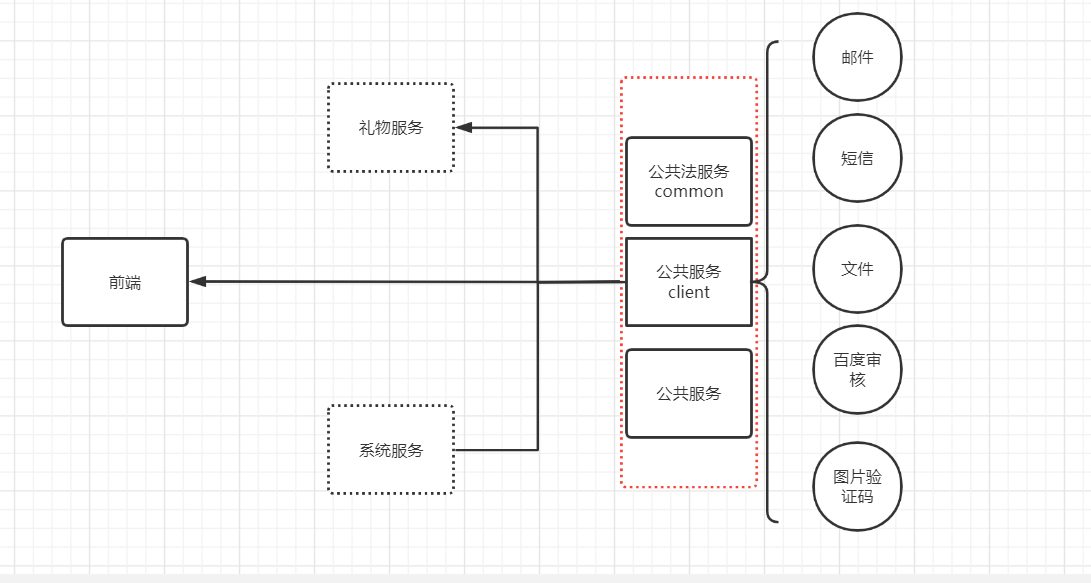 邮件
礼物服务
短信
公共法服务
common
前端
公共服务
client
文件
百度审
核
公共服务
系统服务
图片验
证码